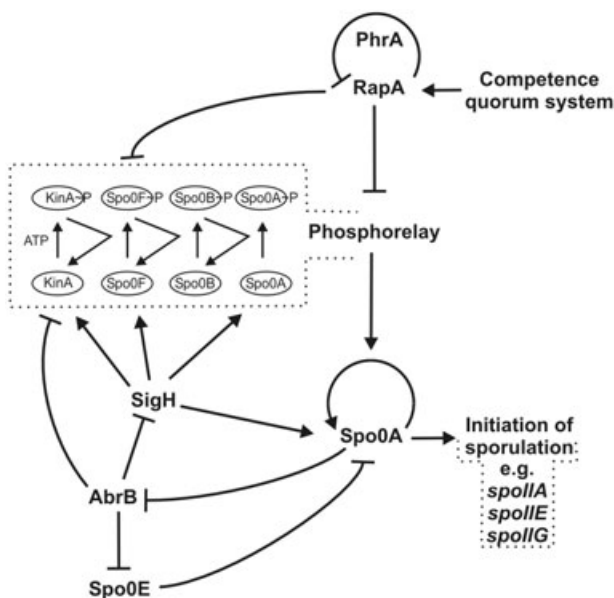 PhrA
RapA
Competence
quorum system
KinA~P
Spo0F~P
Spo0B~P
Spo0A~P
ATP
Phosphorelay
KinA
Spo0F
Spo0B
Spo0A
SigH
Spo0A
Initiation of
sporulation
e.g.
spoIIA
spoIIE
spoIIG
AbrB
Spo0E